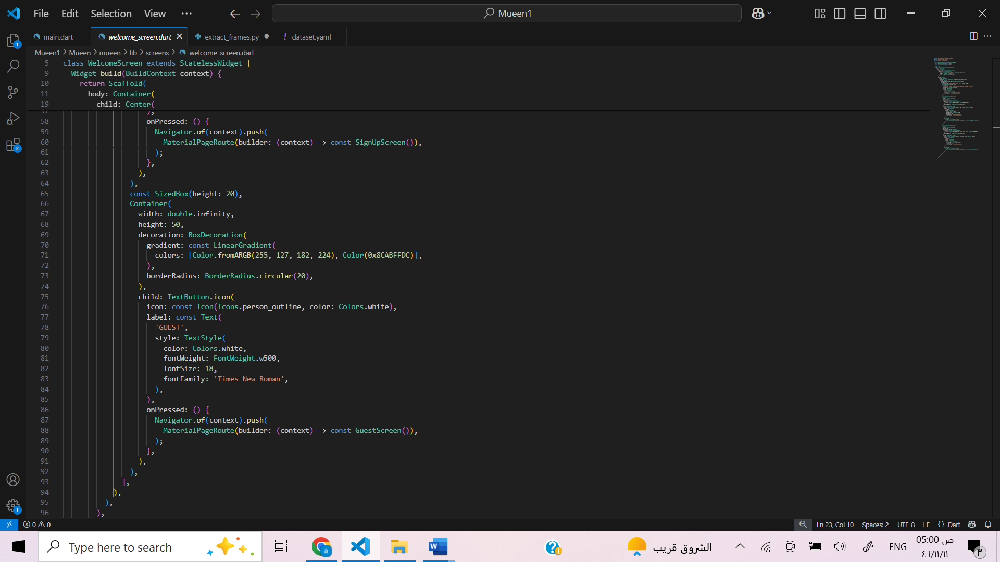 File Edit Selection View ··· Mueen1
main.dart welcome_screen.dart extract_frames.py ! dataset.yaml
Mueen1 > Mueen > mueen > lib > screens > welcome_screen.dart
5 class WelcomeScreen extends StatelessWidget {
9 Widget build(BuildContext context) {
10 return Scaffold(
11 body: Container(
19 child: Center(
57 ),
58 onPressed: () {
59 Navigator.of(context).push(
60 MaterialPageRoute(builder: (context) => const SignUpScreen()),
61 );
62 },
63 ),
64 ),
65 const SizedBox(height: 20),
66 Container(
67 width: double.infinity,
68 height: 50,
69 decoration: BoxDecoration(
70 gradient: const LinearGradient(
71 colors: [Color.fromARGB(255, 127, 182, 224), Color(0x8CABFFDC)],
72 ),
73 borderRadius: BorderRadius.circular(20),
74 ),
75 child: TextButton.icon(
76 icon: const Icon(Icons.person_outline, color: Colors.white),
77 label: const Text(
78 'GUEST',
79 style: TextStyle(
80 color: Colors.white,
81 fontWeight: FontWeight.w500,
82 fontSize: 18,
83 fontFamily: 'Times New Roman',
84 ),
85 ),
86 onPressed: () {
87 Navigator.of(context).push(
88 MaterialPageRoute(builder: (context) => const GuestScreen()),
89 );
90 },
91 ),
92 ),
93 ],
94 ),
95 ),
96 ),
1
2
1
0 0 Ln 23, Col 10 Spaces: 2 UTF-8 LF {} Dart
Type here to search الشروق قريب ENG 05:00 ص
٤٦/١١/١١ ٣